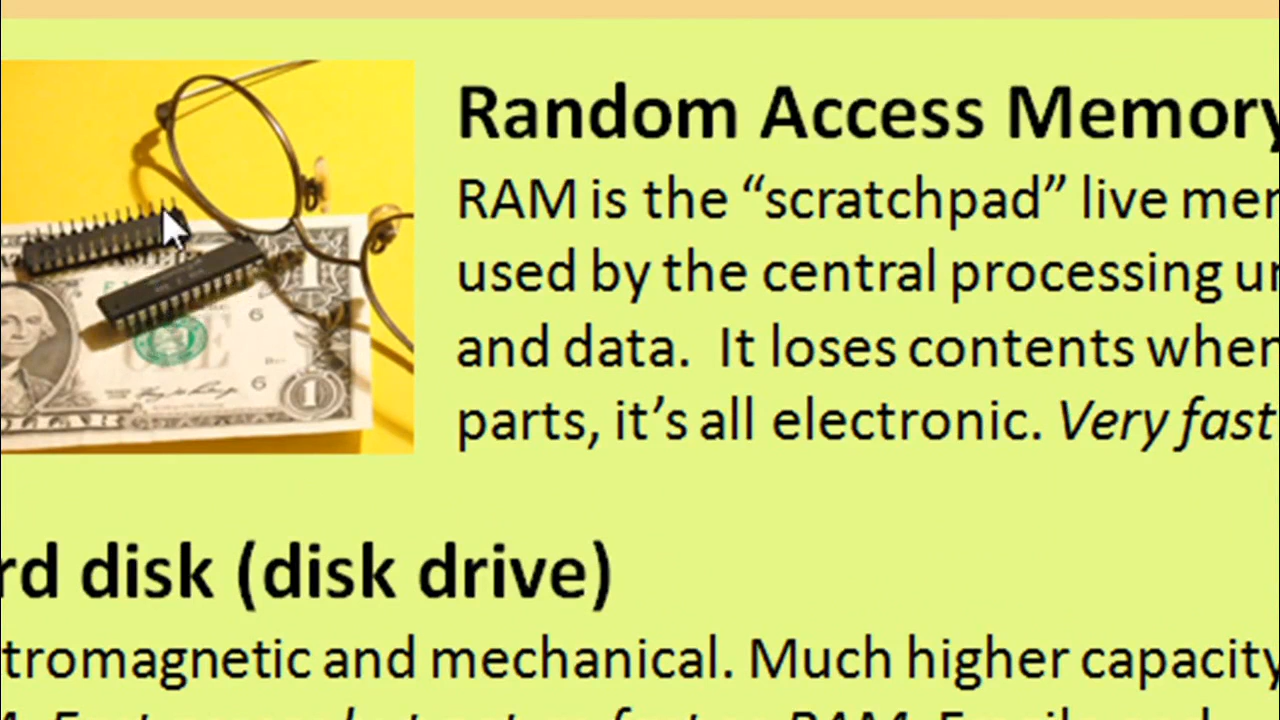 Random Access Memory
RAM is the “scratchpad” live mem
used by the central processing un
and data. It loses contents when
parts, it’s all electronic. Very fast
rd disk (disk drive)
tromagnetic and mechanical. Much higher capacity